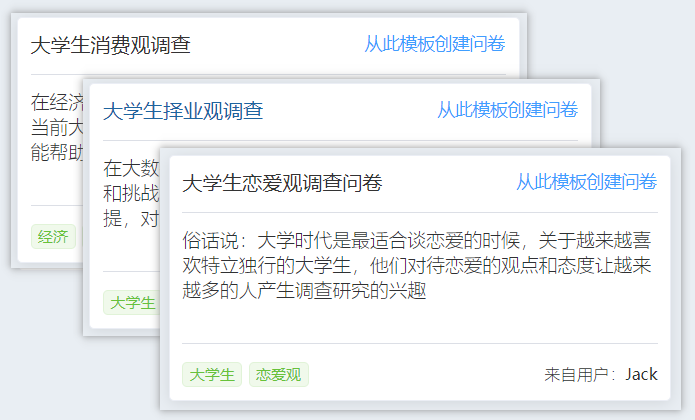 大学生消费观调查 从此模板创建问卷
在经济
当前大
能帮助
经济
大学生择业观调查 从此模板创建问卷
在大数
和挑战
提，对
大学生
大学生恋爱观调查问卷 从此模板创建问卷
俗话说：大学时代是最适合谈恋爱的时候，关于越来越喜
欢特立独行的大学生，他们对待恋爱的观点和态度让越来
越多的人产生调查研究的兴趣
大学生 恋爱观 来自用户：Jack